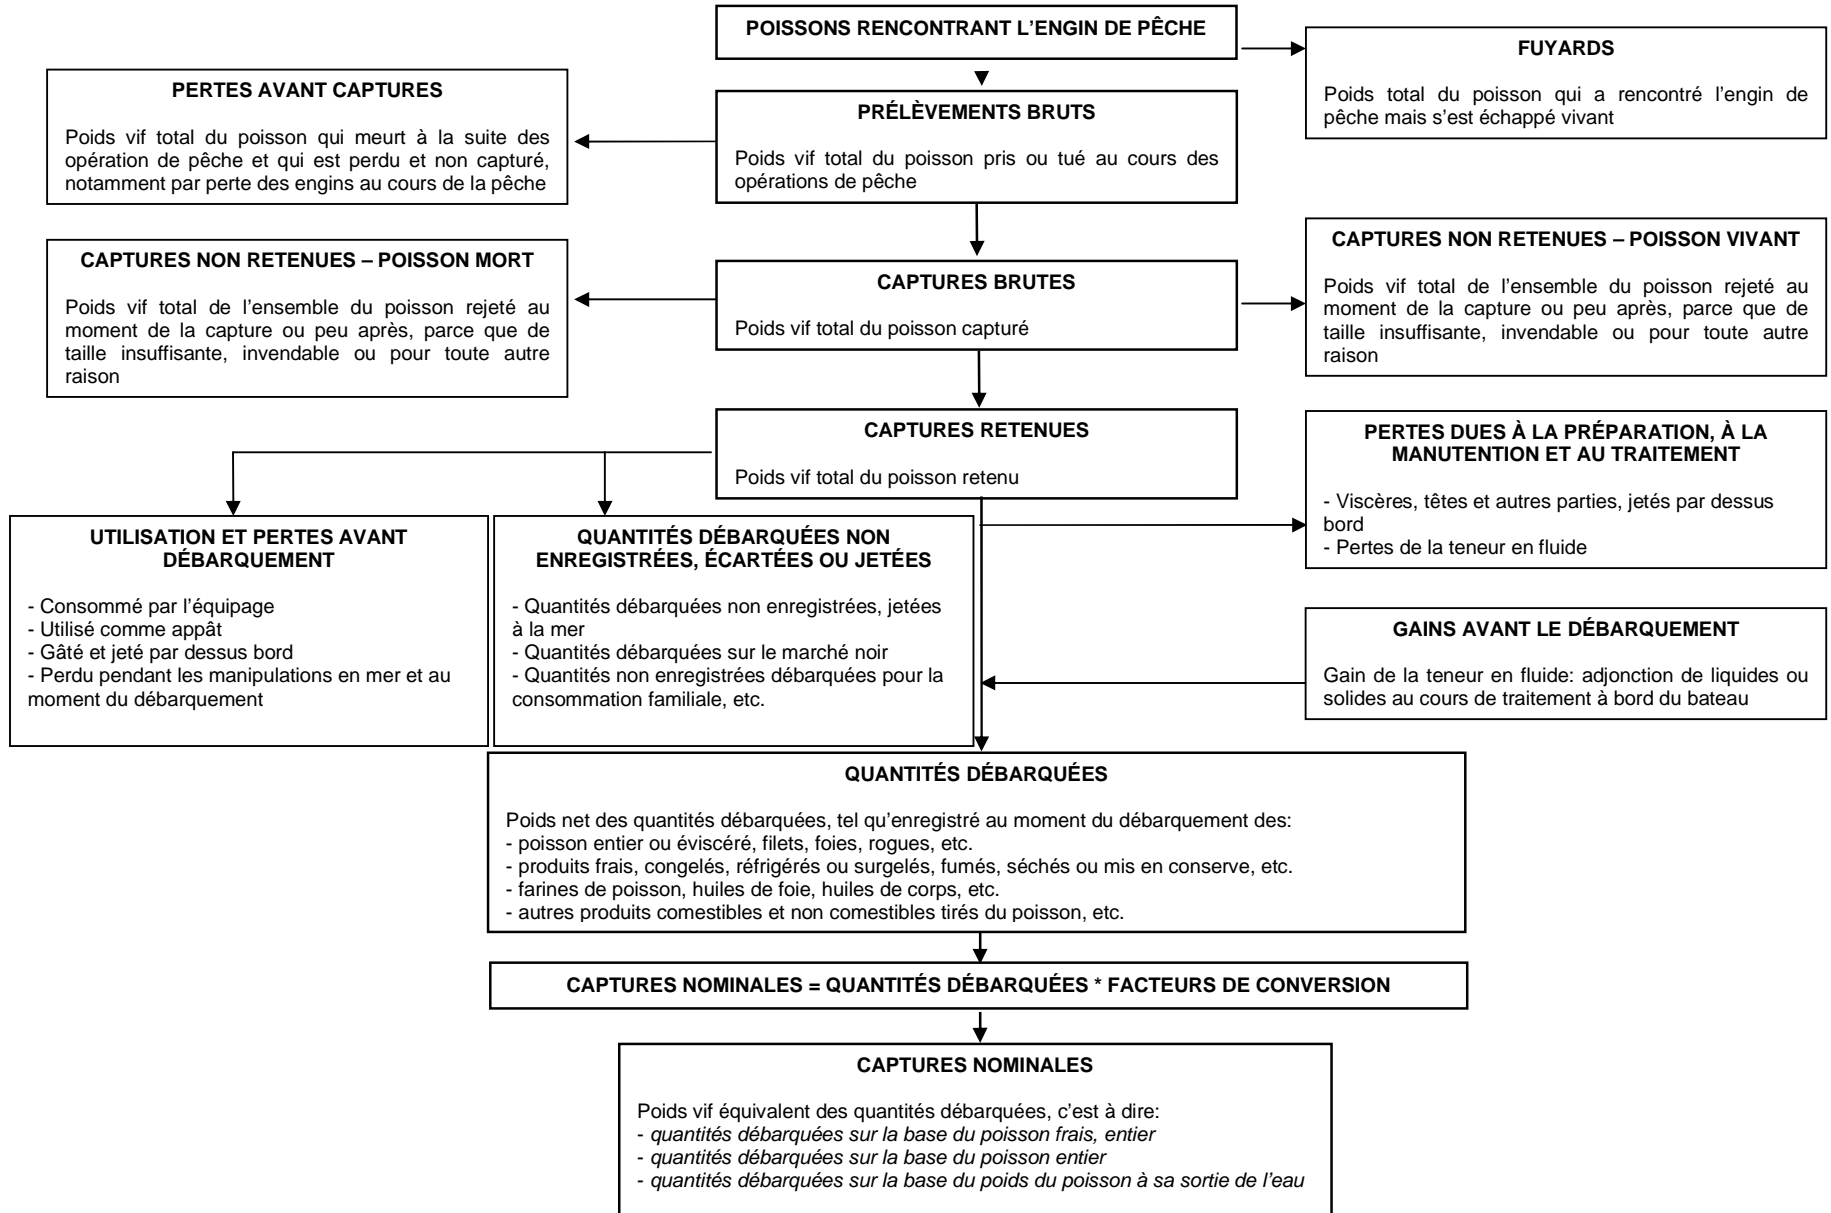 POISSONS RENCONTRANT L’ENGIN DE PÊCHE
FUYARDS
Poids total du poisson qui a rencontré l’engin de
pêche mais s’est échappé vivant
PERTES AVANT CAPTURES
Poids vif total du poisson qui meurt à la suite des
opération de pêche et qui est perdu et non capturé,
notamment par perte des engins au cours de la pêche
PRÉLÈVEMENTS BRUTS
Poids vif total du poisson pris ou tué au cours des
opérations de pêche
CAPTURES NON RETENUES – POISSON MORT
Poids vif total de l’ensemble du poisson rejeté au
moment de la capture ou peu après, parce que de
taille insuffisante, invendable ou pour toute autre
raison
CAPTURES BRUTES
Poids vif total du poisson capturé
CAPTURES NON RETENUES – POISSON VIVANT
Poids vif total de l’ensemble du poisson rejeté au
moment de la capture ou peu après, parce que de
taille insuffisante, invendable ou pour toute autre
raison
CAPTURES RETENUES
Poids vif total du poisson retenu
PERTES DUES À LA PRÉPARATION, À LA
MANUTENTION ET AU TRAITEMENT
- Viscères, têtes et autres parties, jetés par dessus
bord
- Pertes de la teneur en fluide
UTILISATION ET PERTES AVANT
DÉBARQUEMENT
- Consommé par l’équipage
- Utilisé comme appât
- Gâté et jeté par dessus bord
- Perdu pendant les manipulations en mer et au
moment du débarquement
QUANTITÉS DÉBARQUÉES NON
ENREGISTRÉES, ÉCARTÉES OU JETÉES
- Quantités débarquées non enregistrées, jetées
à la mer
- Quantités débarquées sur le marché noir
- Quantités non enregistrées débarquées pour la
consommation familiale, etc.
GAINS AVANT LE DÉBARQUEMENT
Gain de la teneur en fluide: adjonction de liquides ou
solides au cours de traitement à bord du bateau
QUANTITÉS DÉBARQUÉES
Poids net des quantités débarquées, tel qu’enregistré au moment du débarquement des:
- poisson entier ou éviscéré, filets, foies, rogues, etc.
- produits frais, congelés, réfrigérés ou surgelés, fumés, séchés ou mis en conserve, etc.
- farines de poisson, huiles de foie, huiles de corps, etc.
- autres produits comestibles et non comestibles tirés du poisson, etc.
CAPTURES NOMINALES = QUANTITÉS DÉBARQUÉES * FACTEURS DE CONVERSION
CAPTURES NOMINALES
Poids vif équivalent des quantités débarquées, c’est à dire:
- quantités débarquées sur la base du poisson frais, entier
- quantités débarquées sur la base du poisson entier
- quantités débarquées sur la base du poids du poisson à sa sortie de l’eau